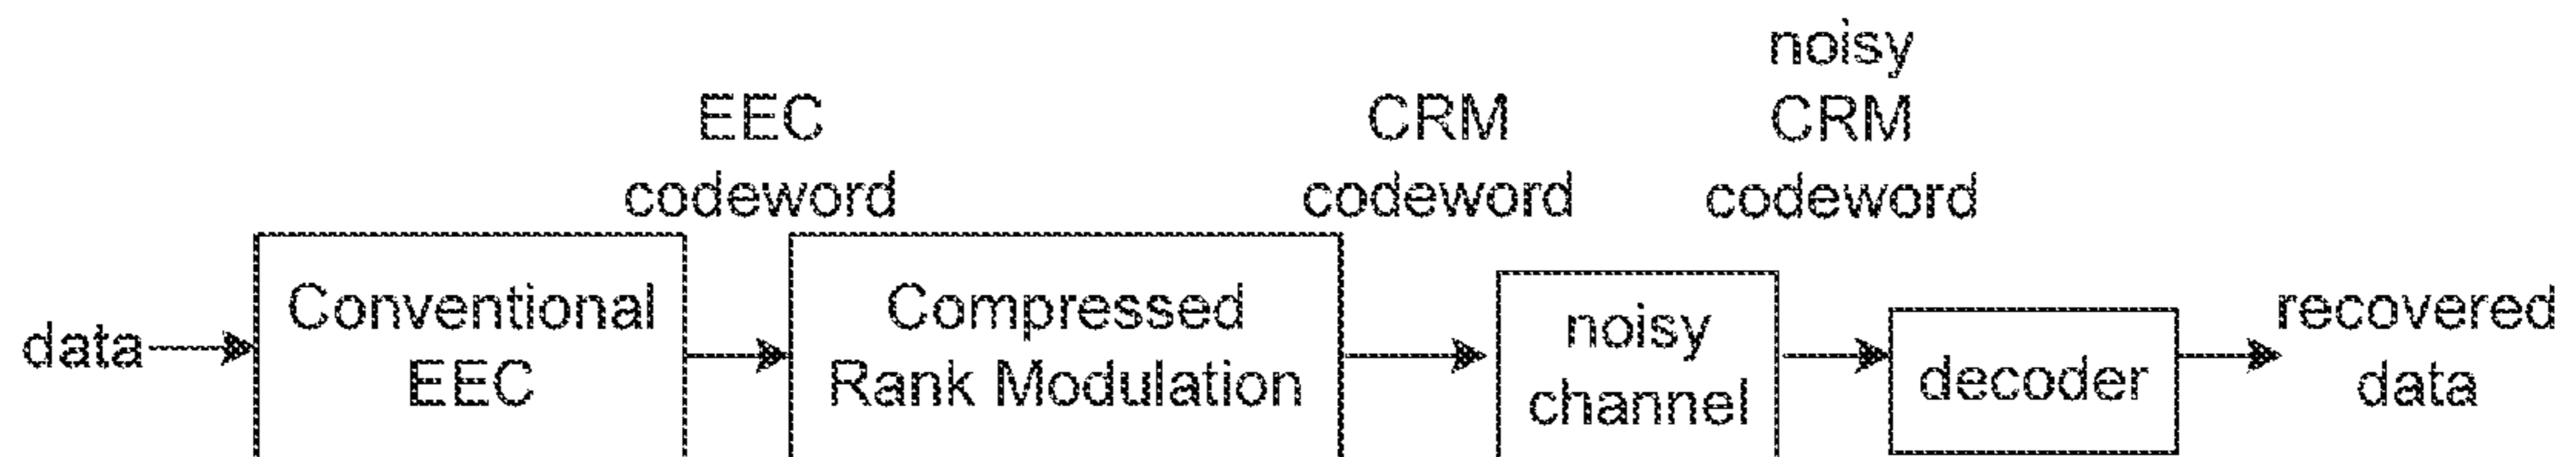 data
Conventional
EEC
EEC
codeword
Compressed
Rank Modulation
CRM
codeword
noisy
channel
noisy
CRM
codeword
decoder
recovered
data